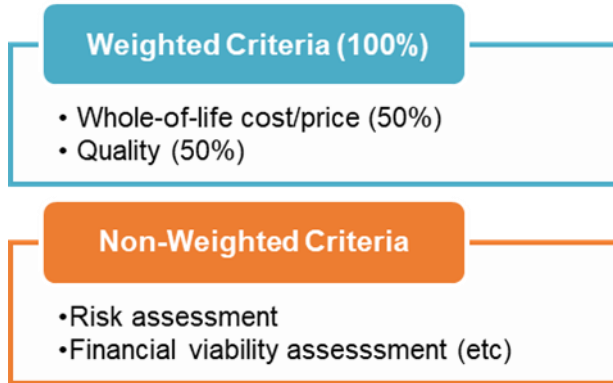 Weighted Criteria (100%)
• Whole-of-life cost/price (50%)
• Quality (50%)
Non-Weighted Criteria
•Risk assessment
•Financial viability assesssment (etc)